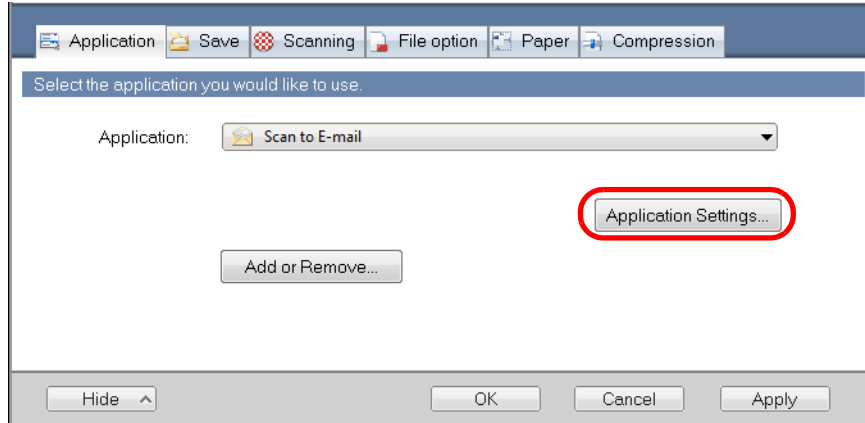 Application Save Scanning File option Paper Compression
Select the application you would like to use.
Application: Scan to E-mail
Application Settings...
Add or Remove...
Hide OK Cancel Apply